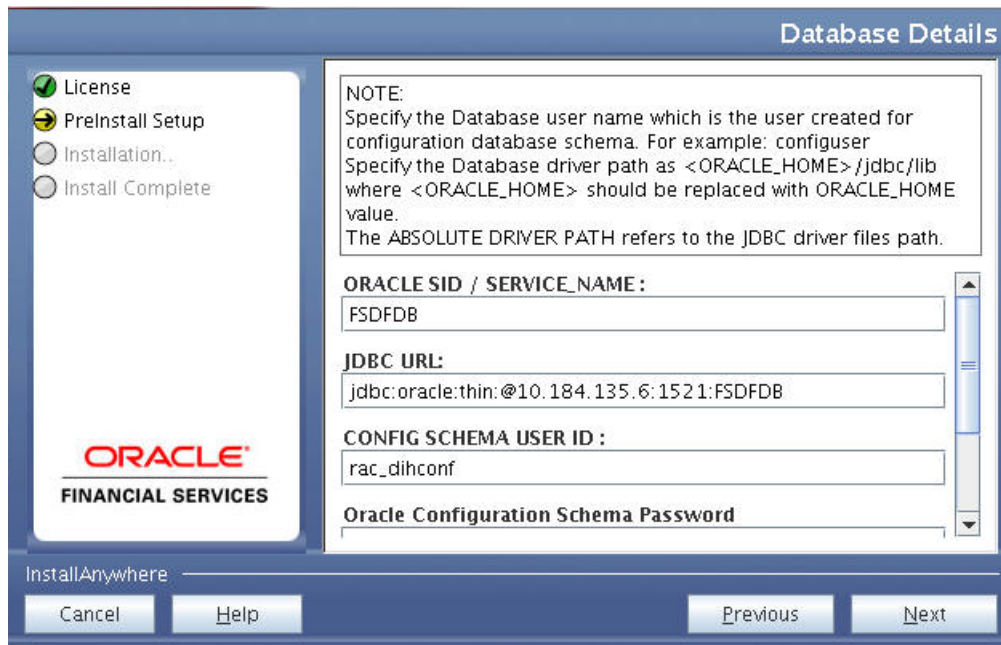 Database Details
License
PreInstall Setup
Installation..
Install Complete
ORACLE®
FINANCIAL SERVICES
NOTE:
Specify the Database user name which is the user created for
configuration database schema. For example: configuser
Specify the Database driver path as <ORACLE_HOME>/jdbc/lib
where <ORACLE_HOME> should be replaced with ORACLE_HOME
value.
The ABSOLUTE DRIVER PATH refers to the JDBC driver files path.
ORACLE SID / SERVICE_NAME :
FSDFDB
JDBC URL:
jdbc:oracle:thin:@10.184.135.6:1521:FSDFDB
CONFIG SCHEMA USER ID :
rac_dihconf
Oracle Configuration Schema Password
InstallAnywhere
Cancel
Help
Previous
Next